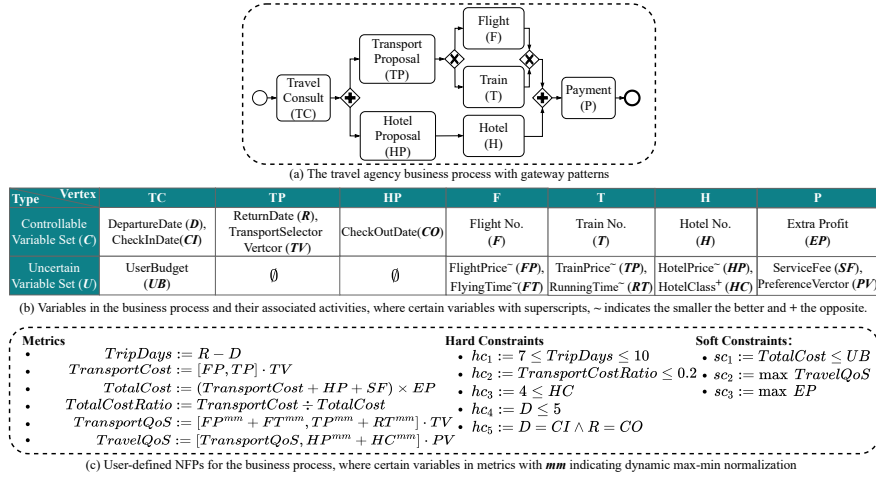 Travel
Consult
(TC)
Transport
Proposal
(TP)
Hotel
Proposal
(HP)
Flight
(F)
Train
(T)
Hotel
(H)
Payment
(P)
(a) The travel agency business process with gateway patterns
Type Vertex TC TP HP F T H P
Controllable Variable Set (C) DepartureDate (D), CheckInDate(CI) ReturnDate (R), TransportSelector Vertcor (TV) CheckOutDate(CO) Flight No. (F) Train No. (T) Hotel No. (H) Extra Profit (EP)
Uncertain Variable Set (U) UserBudget (UB) ∅ ∅ FlightPrice~ (FP), FlyingTime~(FT) TrainPrice~ (TP), RunningTime~ (RT) HotelPrice~ (HP), HotelClass+ (HC) ServiceFee (SF), PreferenceVerctor (PV)
(b) Variables in the business process and their associated activities, where certain variables with superscripts, ~ indicates the smaller the better and + the opposite.
Metrics
• TripDays := R − D
• TransportCost := [FP, TP] · TV
• TotalCost := (TransportCost + HP + SF) × EP
• TotalCostRatio := TransportCost ÷ TotalCost
• TransportQoS := [FP^mm + FT^mm, TP^mm + RT^mm] · TV
• TravelQoS := [TransportQoS, HP^mm + HC^mm] · PV
Hard Constraints
• hc1 := 7 ≤ TripDays ≤ 10
• hc2 := TransportCostRatio ≤ 0.2
• hc3 := 4 ≤ HC
• hc4 := D ≤ 5
• hc5 := D = CI ∧ R = CO
Soft Constraints:
• sc1 := TotalCost ≤ UB
• sc2 := max TravelQoS
• sc3 := max EP
(c) User-defined NFPs for the business process, where certain variables in metrics with mm indicating dynamic max-min normalization